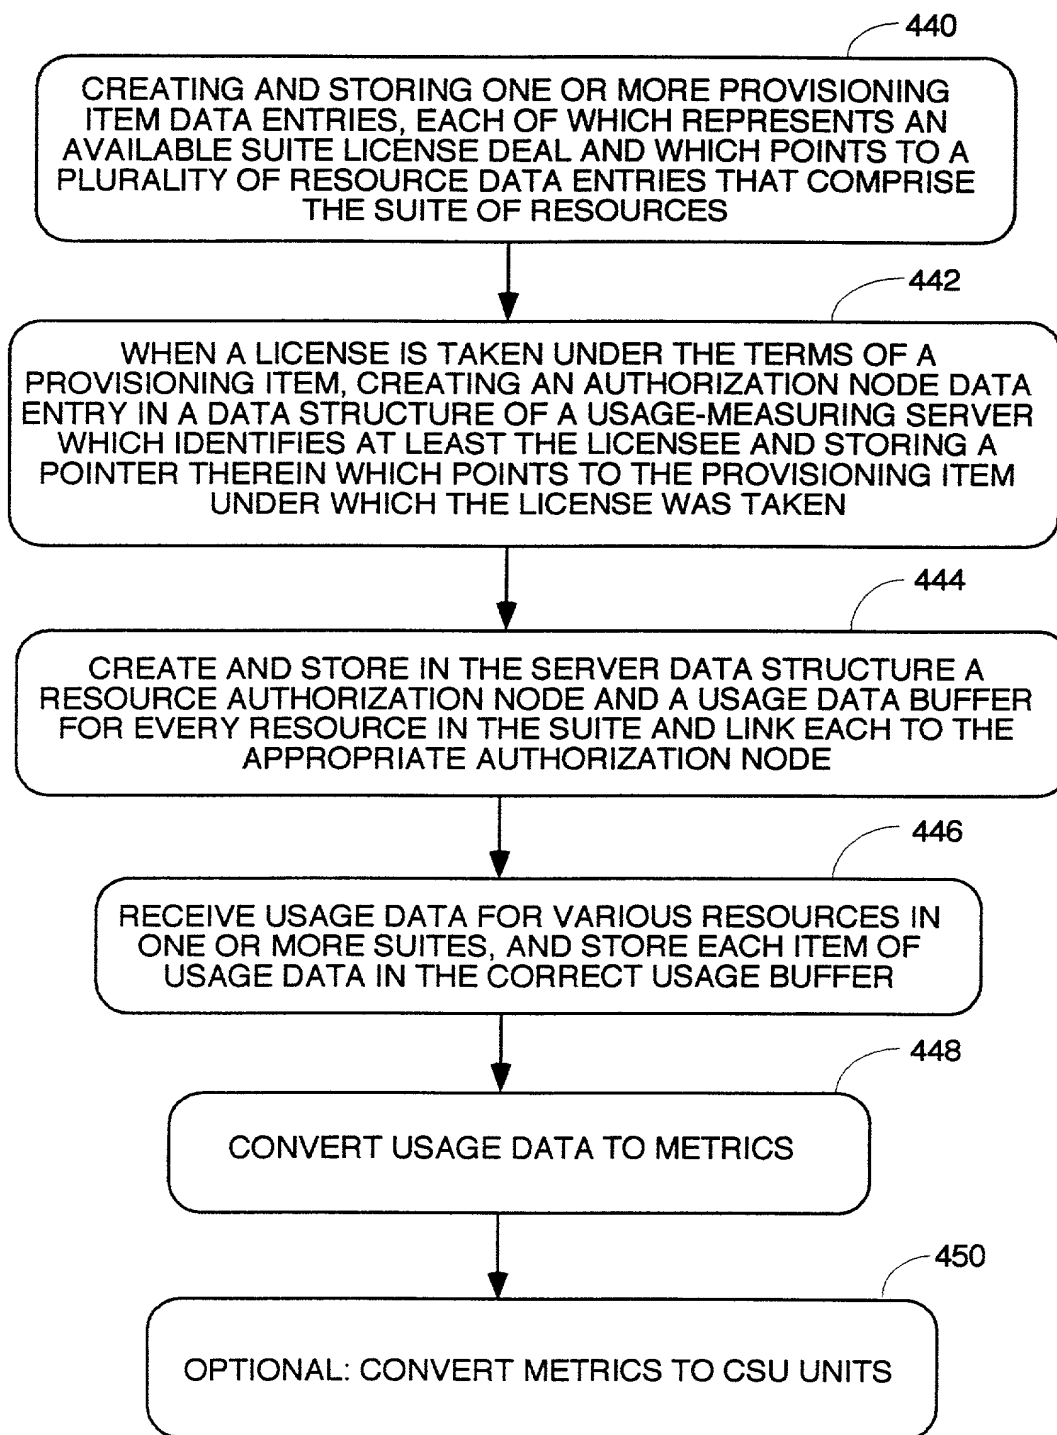 440
CREATING AND STORING ONE OR MORE PROVISIONING
ITEM DATA ENTRIES, EACH OF WHICH REPRESENTS AN
AVAILABLE SUITE LICENSE DEAL AND WHICH POINTS TO A
PLURALITY OF RESOURCE DATA ENTRIES THAT COMPRISE
THE SUITE OF RESOURCES
442
WHEN A LICENSE IS TAKEN UNDER THE TERMS OF A
PROVISIONING ITEM, CREATING AN AUTHORIZATION NODE DATA
ENTRY IN A DATA STRUCTURE OF A USAGE-MEASURING SERVER
WHICH IDENTIFIES AT LEAST THE LICENSEE AND STORING A
POINTER THEREIN WHICH POINTS TO THE PROVISIONING ITEM
UNDER WHICH THE LICENSE WAS TAKEN
444
CREATE AND STORE IN THE SERVER DATA STRUCTURE A
RESOURCE AUTHORIZATION NODE AND A USAGE DATA BUFFER
FOR EVERY RESOURCE IN THE SUITE AND LINK EACH TO THE
APPROPRIATE AUTHORIZATION NODE
446
RECEIVE USAGE DATA FOR VARIOUS RESOURCES IN
ONE OR MORE SUITES, AND STORE EACH ITEM OF
USAGE DATA IN THE CORRECT USAGE BUFFER
448
CONVERT USAGE DATA TO METRICS
450
OPTIONAL: CONVERT METRICS TO CSU UNITS